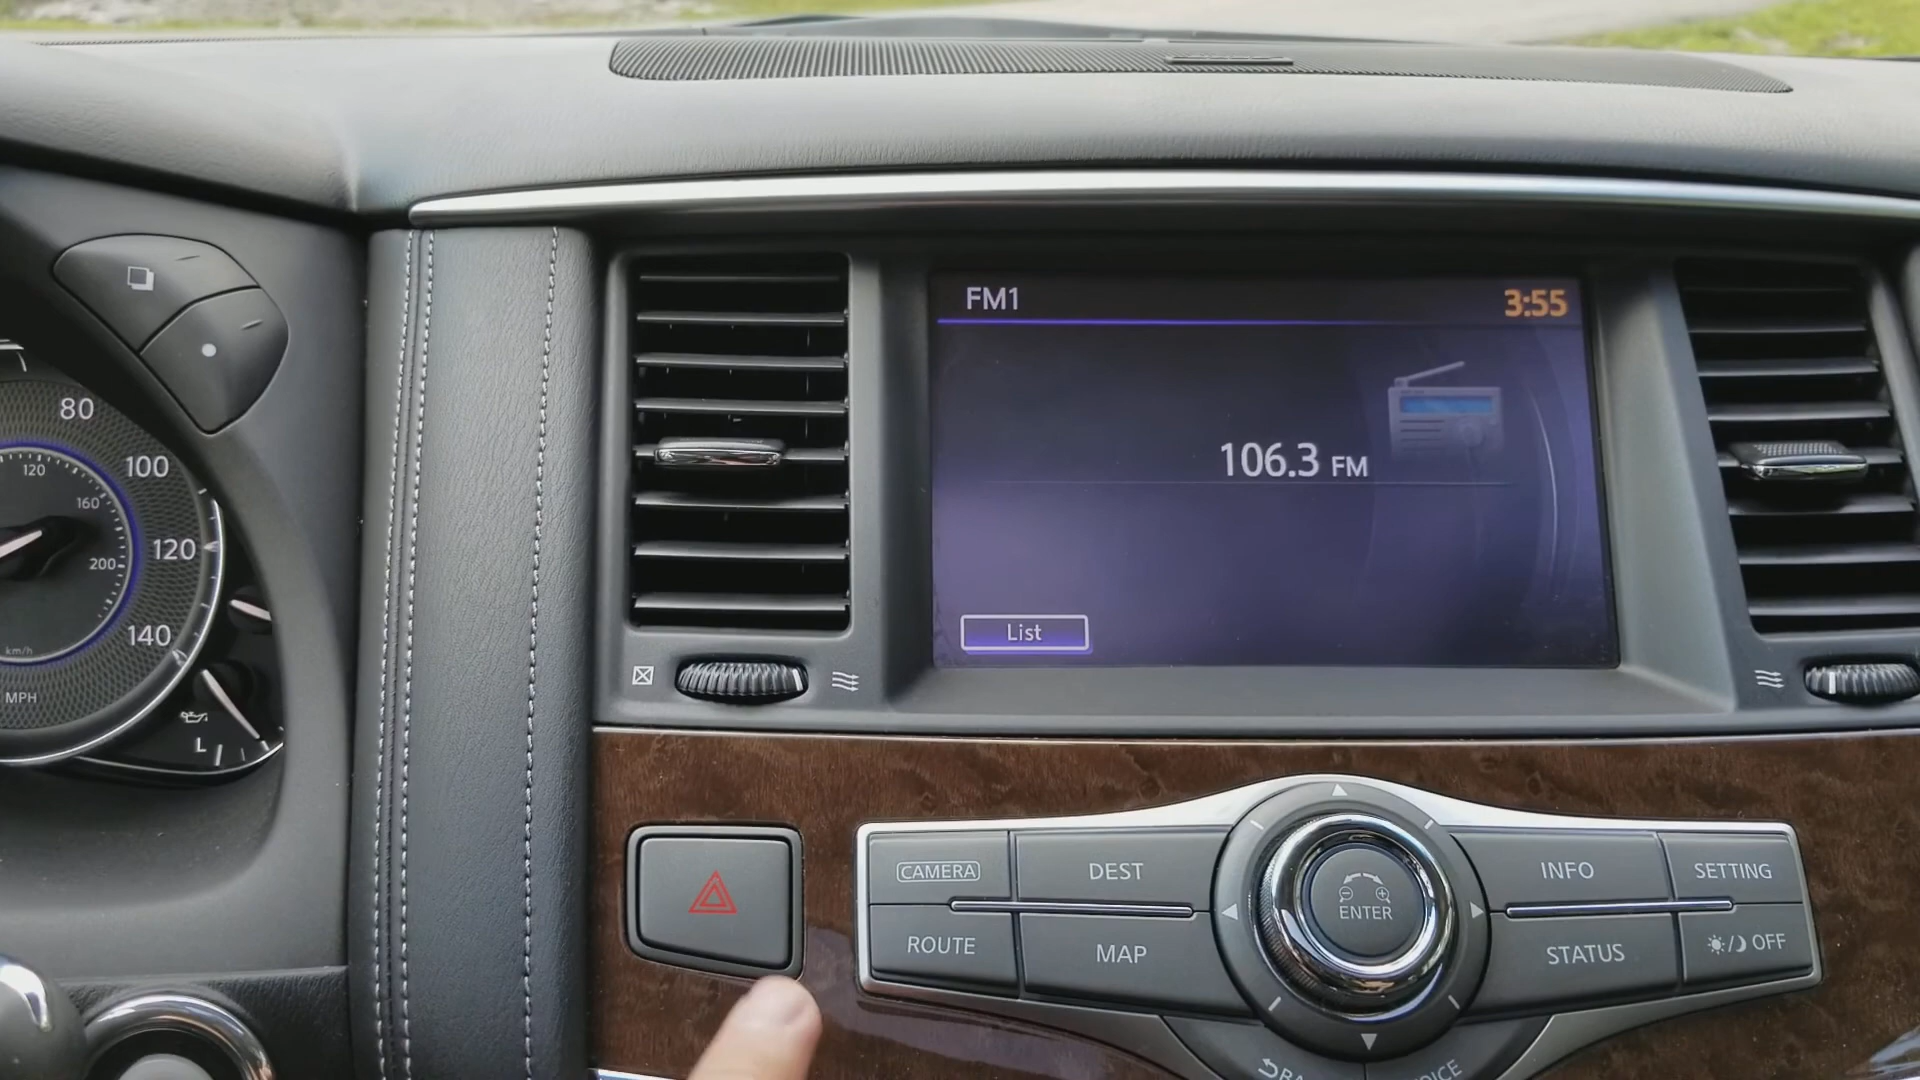 FM1
3:55
106.3 FM
List
80
100
120
140
120
160
200
km/h
MPH
L
CAMERA
DEST
INFO
SETTING
ENTER
ROUTE
MAP
STATUS
OFF